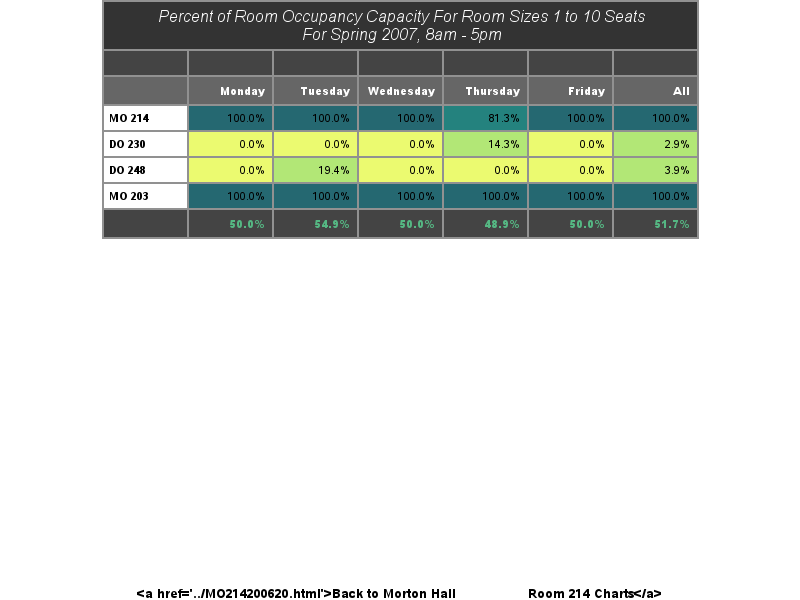 Percent of Room Occupancy Capacity For Room Sizes 1 to 10 Seats
For Spring 2007, 8am - 5pm
Monday Tuesday Wednesday Thursday Friday All
MO 214 100.0% 100.0% 100.0% 81.3% 100.0% 100.0%
DO 230 0.0% 0.0% 0.0% 14.3% 0.0% 2.9%
DO 248 0.0% 19.4% 0.0% 0.0% 0.0% 3.9%
MO 203 100.0% 100.0% 100.0% 100.0% 100.0% 100.0%
50.0% 54.9% 50.0% 48.9% 50.0% 51.7%
<a href='../MO214200620.html'>Back to Morton Hall Room 214 Charts</a>